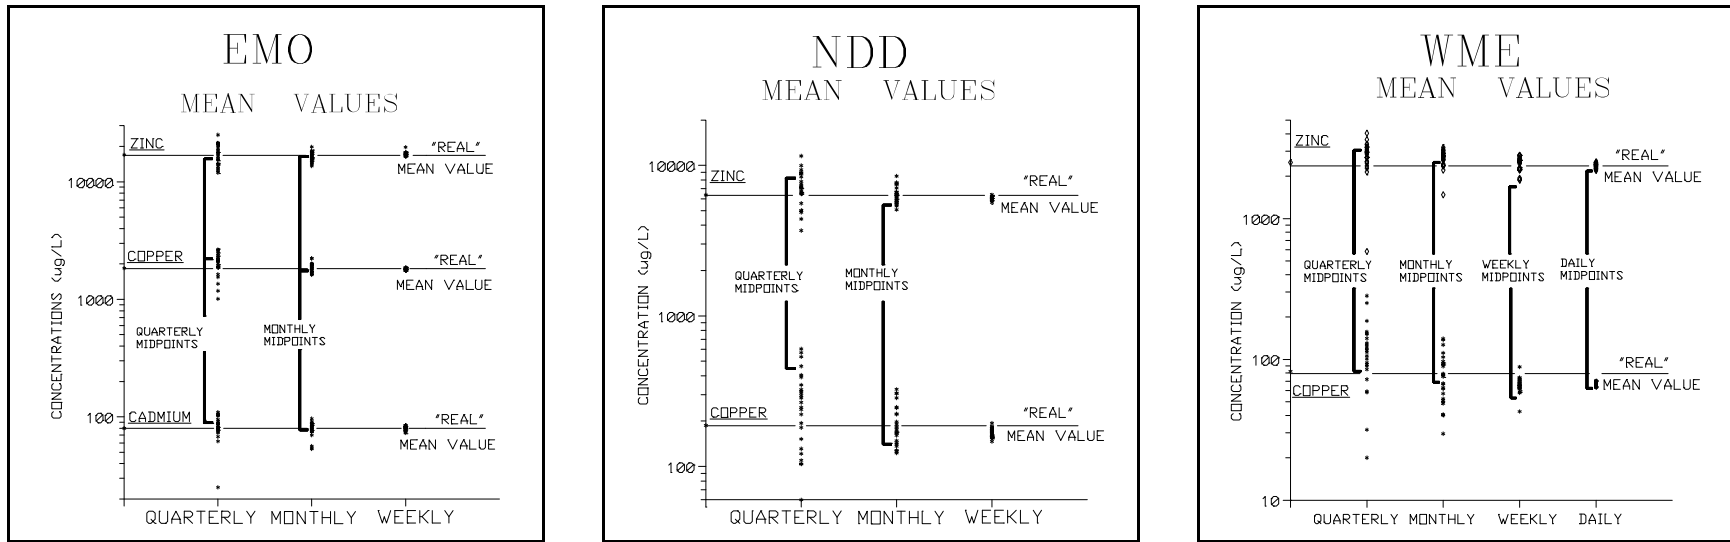 EMO
MEAN VALUES
ZINC
"REAL"
MEAN VALUE
10000
COPPER
"REAL"
MEAN VALUE
1000
QUARTERLY
MIDPOINTS
MONTHLY
MIDPOINTS
CADMIUM
100
"REAL"
MEAN VALUE
CONCENTRATIONS (ug/L)
QUARTERLY MONTHLY WEEKLY
NDD
MEAN VALUES
10000
ZINC
"REAL"
MEAN VALUE
QUARTERLY
MIDPOINTS
MONTHLY
MIDPOINTS
1000
COPPER
"REAL"
MEAN VALUE
100
CONCENTRATION (ug/L)
QUARTERLY MONTHLY WEEKLY
WME
MEAN VALUES
ZINC
"REAL"
MEAN VALUE
1000
QUARTERLY
MIDPOINTS
MONTHLY
MIDPOINTS
WEEKLY
MIDPOINTS
DAILY
MIDPOINTS
100
"REAL"
MEAN VALUE
COPPER
10
CONCENTRATION (ug/L)
QUARTERLY MONTHLY WEEKLY DAILY